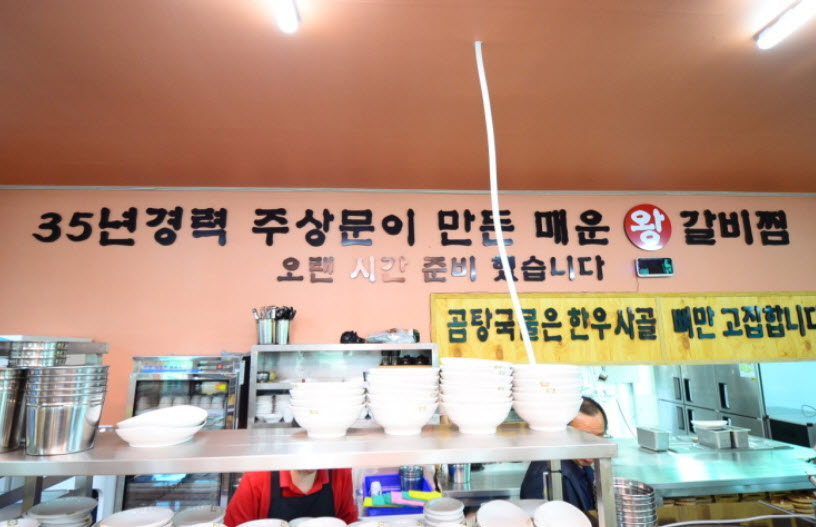 35년경력 주상문이 만든 매운 왕 갈비찜
오랜 시간 준비 했습니다
곰탕국물은 한우사골 뼈만 고집합니다